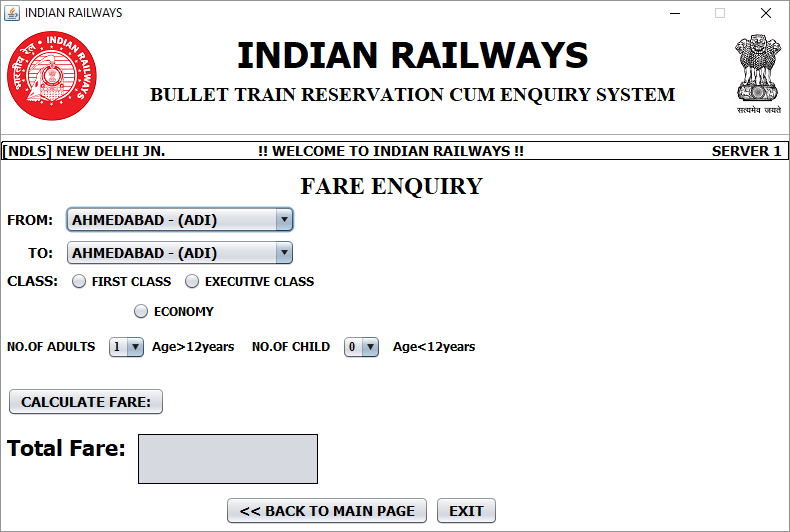 INDIAN RAILWAYS
भारतीय रेल INDIAN RAILWAYS
INDIAN RAILWAYS
BULLET TRAIN RESERVATION CUM ENQUIRY SYSTEM
सत्यमेव जयते
[NDLS] NEW DELHI JN. !! WELCOME TO INDIAN RAILWAYS !! SERVER 1
FARE ENQUIRY
FROM: AHMEDABAD - (ADI)
TO: AHMEDABAD - (ADI)
CLASS: FIRST CLASS EXECUTIVE CLASS
ECONOMY
NO.OF ADULTS 1 Age>12years NO.OF CHILD 0 Age<12years
CALCULATE FARE:
Total Fare:
<< BACK TO MAIN PAGE EXIT